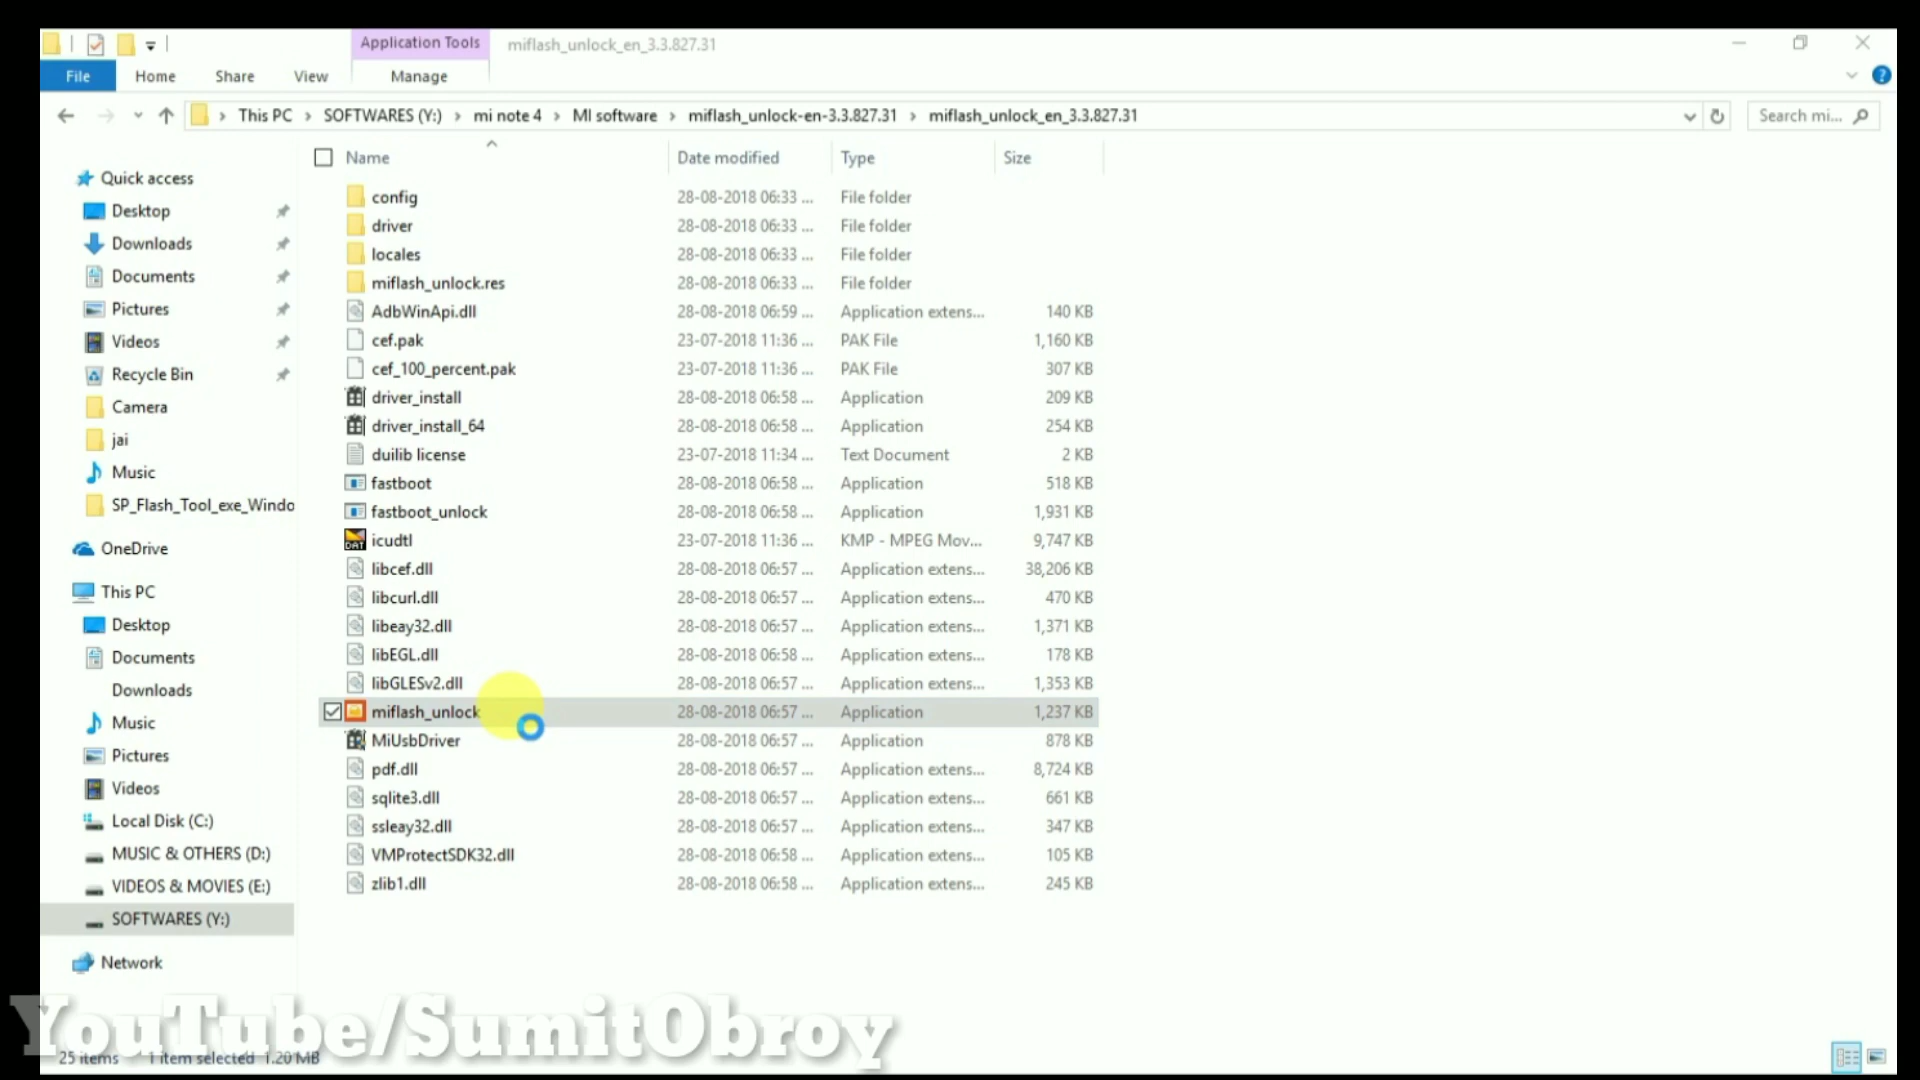 Application Tools miflash_unlock_en_3.3.827.31
File Home Share View Manage
This PC SOFTWARES (Y:) mi note 4 MI software miflash_unlock-en-3.3.827.31 miflash_unlock_en_3.3.827.31 Search mi...
Name Date modified Type Size
Quick access
Desktop
Downloads
Documents
Pictures
Videos
Recycle Bin
Camera
jai
Music
SP_Flash_Tool_exe_Windo
OneDrive
This PC
Desktop
Documents
Downloads
Music
Pictures
Videos
Local Disk (C:)
MUSIC & OTHERS (D:)
VIDEOS & MOVIES (E:)
SOFTWARES (Y:)
Network
config 28-08-2018 06:33 ... File folder
driver 28-08-2018 06:33 ... File folder
locales 28-08-2018 06:33 ... File folder
miflash_unlock.res 28-08-2018 06:33 ... File folder
AdbWinApi.dll 28-08-2018 06:59 ... Application extens... 140 KB
cef.pak 23-07-2018 11:36 ... PAK File 1,160 KB
cef_100_percent.pak 23-07-2018 11:36 ... PAK File 307 KB
driver_install 28-08-2018 06:58 ... Application 209 KB
driver_install_64 28-08-2018 06:58 ... Application 254 KB
duilib license 23-07-2018 11:34 ... Text Document 2 KB
fastboot 28-08-2018 06:58 ... Application 518 KB
fastboot_unlock 28-08-2018 06:58 ... Application 1,931 KB
DAT icudtl 23-07-2018 11:36 ... KMP - MPEG Mov... 9,747 KB
libcef.dll 28-08-2018 06:57 ... Application extens... 38,206 KB
libcurl.dll 28-08-2018 06:57 ... Application extens... 470 KB
libeay32.dll 28-08-2018 06:57 ... Application extens... 1,371 KB
libEGL.dll 28-08-2018 06:58 ... Application extens... 178 KB
libGLESv2.dll 28-08-2018 06:57 ... Application extens... 1,353 KB
miflash_unlock 28-08-2018 06:57 ... Application 1,237 KB
MiUsbDriver 28-08-2018 06:57 ... Application 878 KB
pdf.dll 28-08-2018 06:57 ... Application extens... 8,724 KB
sqlite3.dll 28-08-2018 06:57 ... Application extens... 661 KB
ssleay32.dll 28-08-2018 06:57 ... Application extens... 347 KB
VMProtectSDK32.dll 28-08-2018 06:58 ... Application extens... 105 KB
zlib1.dll 28-08-2018 06:58 ... Application extens... 245 KB
YouTube/SumitObroy
25 items 1 item selected 1.20 MB